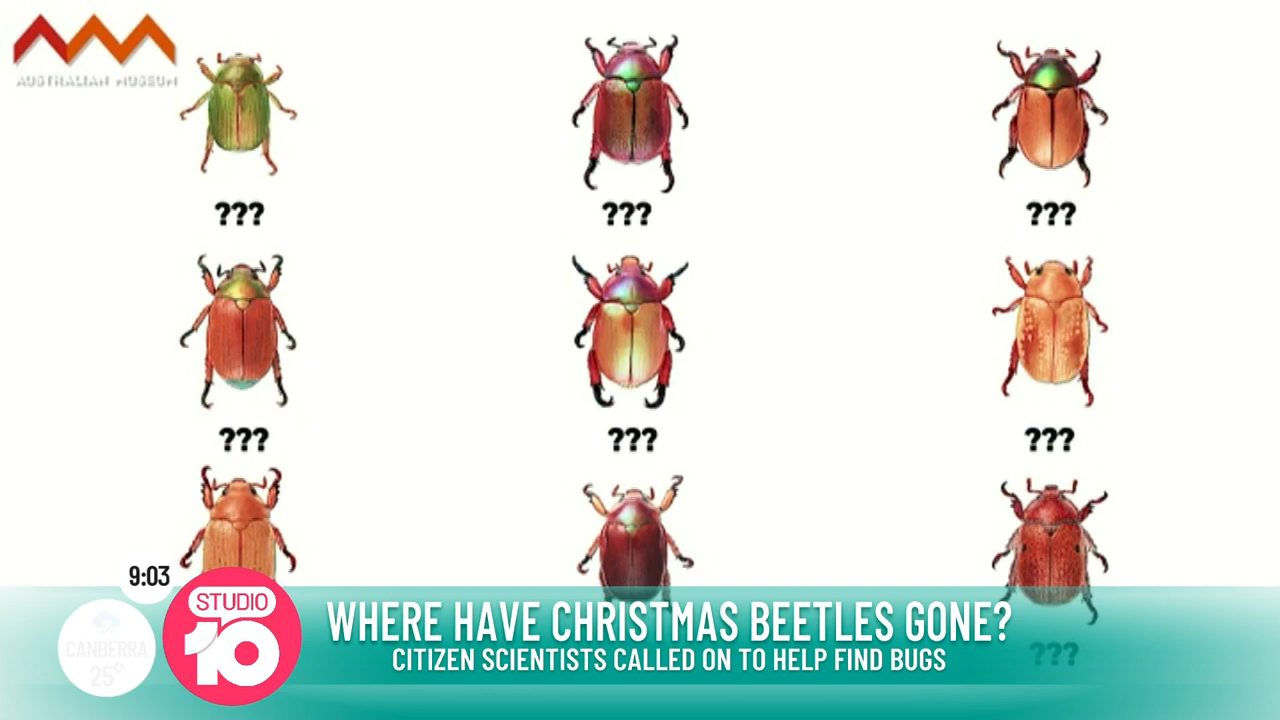 AUSTRALIAN MUSEUM
??? ??? ???
??? ??? ???
9:03
CANBERRA
25°
STUDIO
10
WHERE HAVE CHRISTMAS BEETLES GONE?
CITIZEN SCIENTISTS CALLED ON TO HELP FIND BUGS
???